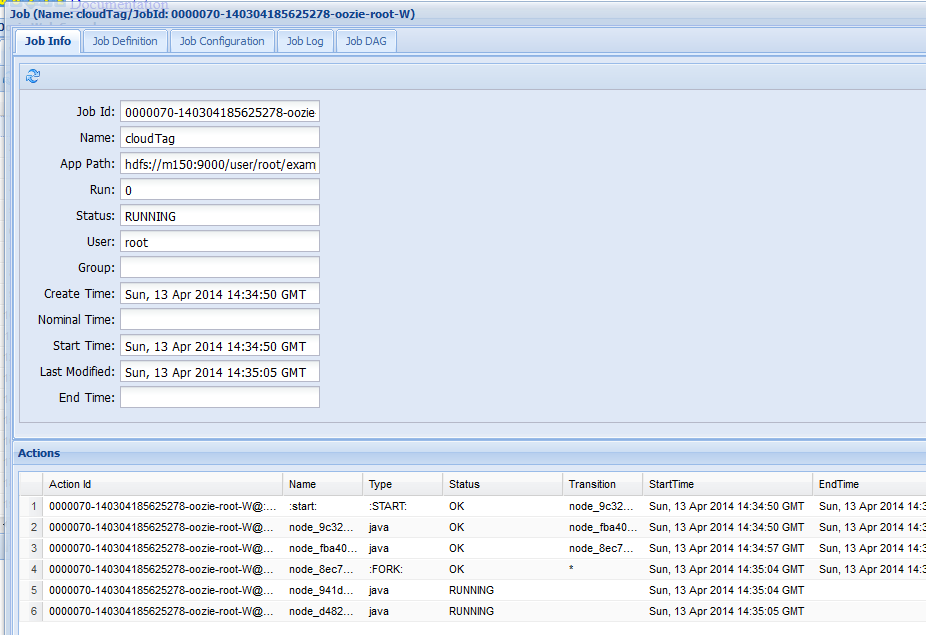 Documentation
Job (Name: cloudTag/JobId: 0000070-140304185625278-oozie-root-W)
Job Info Job Definition Job Configuration Job Log Job DAG
Job Id: 0000070-140304185625278-oozie-
Name: cloudTag
App Path: hdfs://m150:9000/user/root/exam
Run: 0
Status: RUNNING
User: root
Group:
Create Time: Sun, 13 Apr 2014 14:34:50 GMT
Nominal Time:
Start Time: Sun, 13 Apr 2014 14:34:50 GMT
Last Modified: Sun, 13 Apr 2014 14:35:05 GMT
End Time:
Actions
Action Id Name Type Status Transition StartTime EndTime
1 0000070-140304185625278-oozie-root-W@:... :start: :START: OK node_9c32... Sun, 13 Apr 2014 14:34:50 GMT Sun, 13 Apr 2014 14:3
2 0000070-140304185625278-oozie-root-W@... node_9c32... java OK node_fba40... Sun, 13 Apr 2014 14:34:50 GMT Sun, 13 Apr 2014 14:3
3 0000070-140304185625278-oozie-root-W@... node_fba40... java OK node_8ec7... Sun, 13 Apr 2014 14:34:57 GMT Sun, 13 Apr 2014 14:3
4 0000070-140304185625278-oozie-root-W@... node_8ec7... :FORK: OK * Sun, 13 Apr 2014 14:35:04 GMT Sun, 13 Apr 2014 14:3
5 0000070-140304185625278-oozie-root-W@... node_941d... java RUNNING Sun, 13 Apr 2014 14:35:04 GMT
6 0000070-140304185625278-oozie-root-W@... node_d482... java RUNNING Sun, 13 Apr 2014 14:35:05 GMT